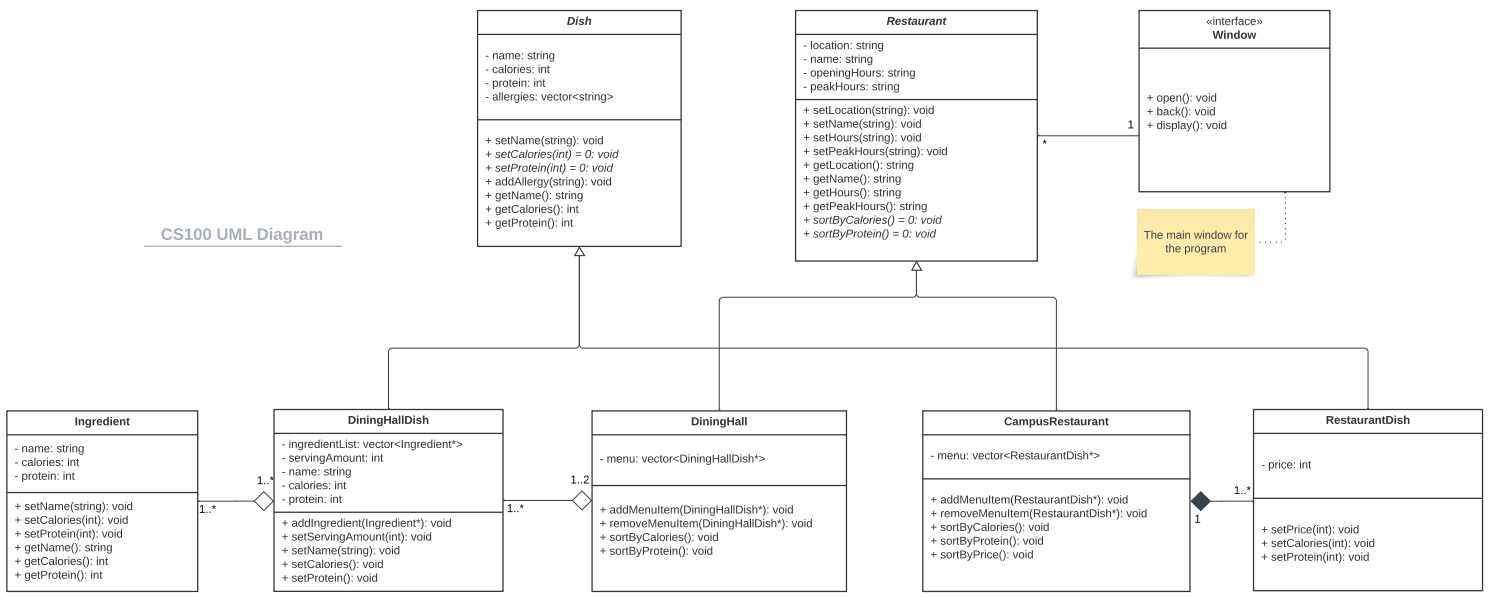 Dish
- name: string
- calories: int
- protein: int
- allergies: vector<string>
+ setName(string): void
+ setCalories(int) = 0: void
+ setProtein(int) = 0: void
+ addAllergy(string): void
+ getName(): string
+ getCalories(): int
+ getProtein(): int
Restaurant
- location: string
- name: string
- openingHours: string
- peakHours: string
+ setLocation(string): void
+ setName(string): void
+ setHours(string): void
+ setPeakHours(string): void
+ getLocation(): string
+ getName(): string
+ getHours(): string
+ getPeakHours(): string
+ sortByCalories() = 0: void
+ sortByProtein() = 0: void
*
1
«interface»
Window
+ open(): void
+ back(): void
+ display(): void
The main window for
the program
CS100 UML Diagram
Ingredient
- name: string
- calories: int
- protein: int
+ setName(string): void
+ setCalories(int): void
+ setProtein(int): void
+ getName(): string
+ getCalories(): int
+ getProtein(): int
1..*
1..*
DiningHallDish
- ingredientList: vector<Ingredient*>
- servingAmount: int
- name: string
- calories: int
- protein: int
+ addIngredient(Ingredient*): void
+ setServingAmount(int): void
+ setName(string): void
+ setCalories(): void
+ setProtein(): void
1..*
1..2
DiningHall
- menu: vector<DiningHallDish*>
+ addMenuItem(DiningHallDish*): void
+ removeMenuItem(DiningHallDish*): void
+ sortByCalories(): void
+ sortByProtein(): void
CampusRestaurant
- menu: vector<RestaurantDish*>
+ addMenuItem(RestaurantDish*): void
+ removeMenuItem(RestaurantDish*): void
+ sortByCalories(): void
+ sortByProtein(): void
+ sortByPrice(): void
1
1..*
RestaurantDish
- price: int
+ setPrice(int): void
+ setCalories(int): void
+ setProtein(int): void